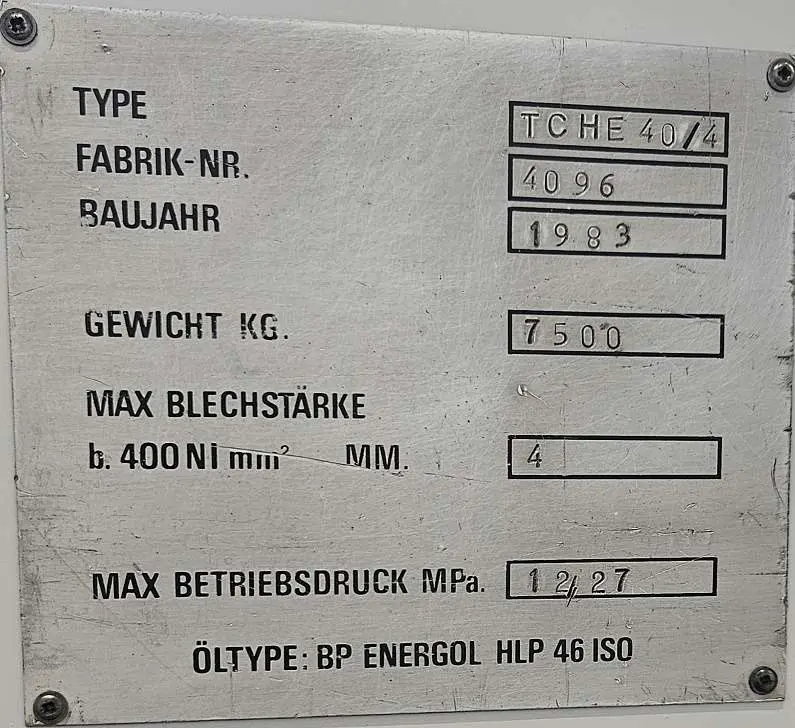 TYPE TCHE 40/4
FABRIK-NR. 4096
BAUJAHR 1983
GEWICHT KG. 7500
MAX BLECHSTÄRKE
b. 400 N/mm² MM. 4
MAX BETRIEBSDRUCK MPa. 12,27
ÖLTYPE: BP ENERGOL HLP 46 ISO